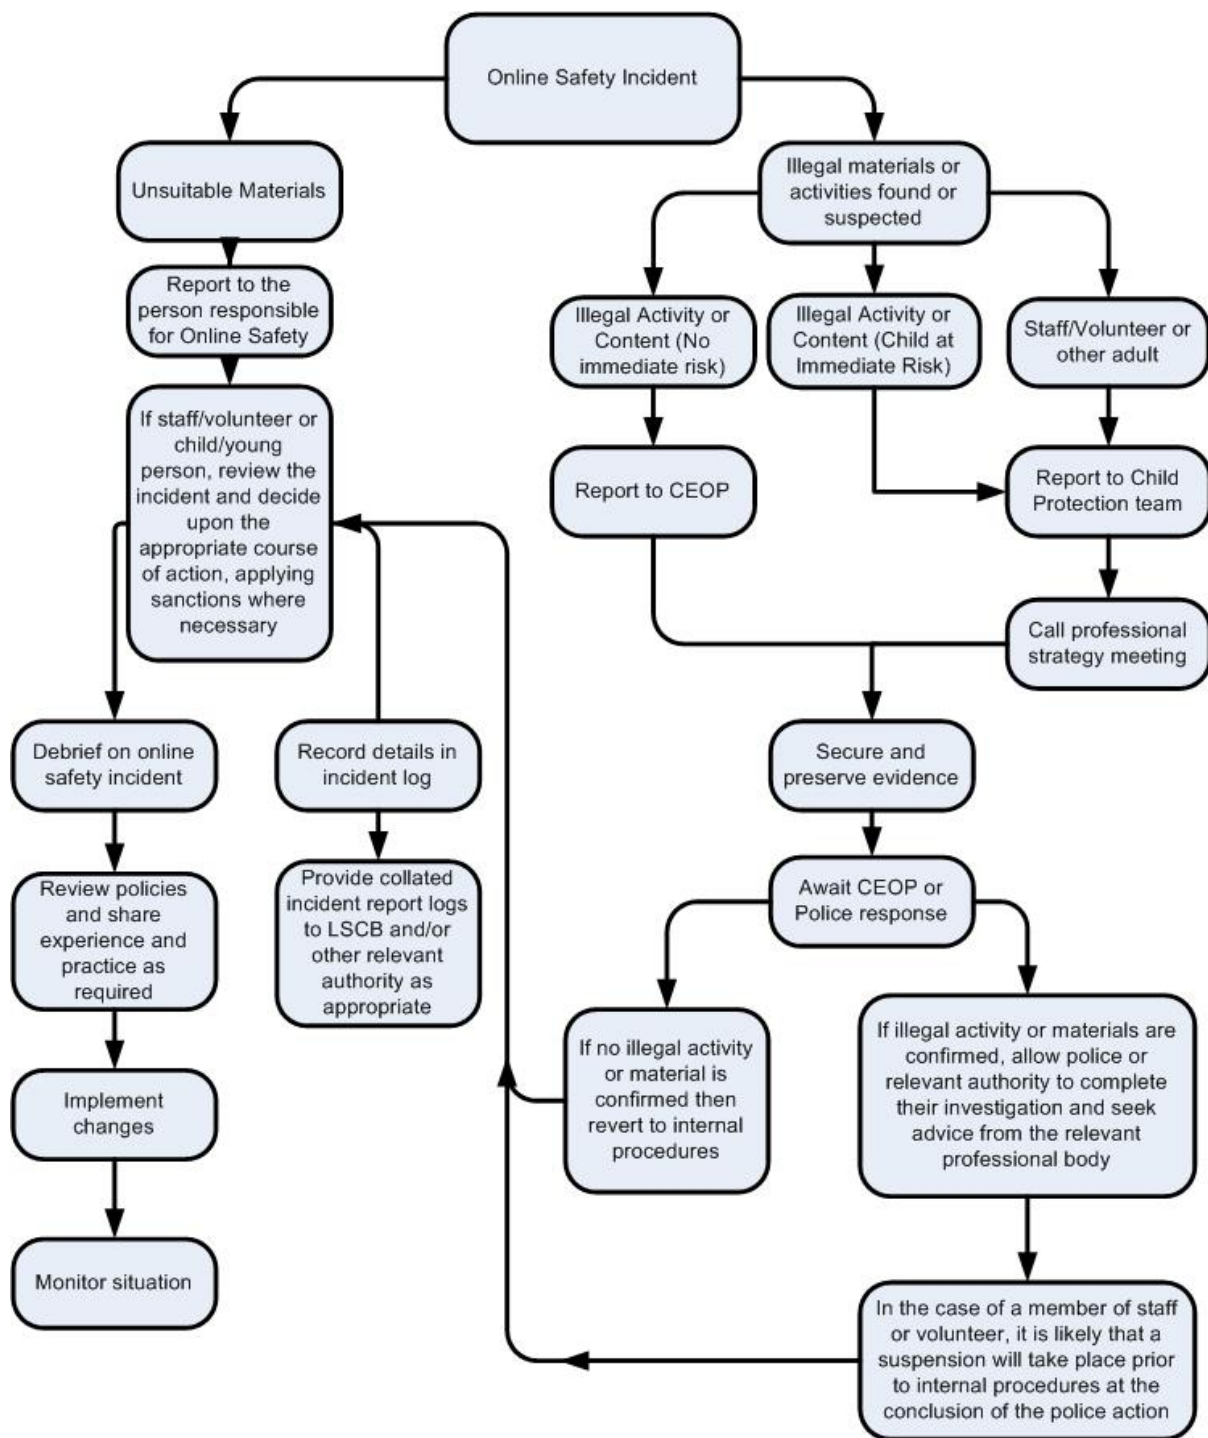 Online Safety Incident
Unsuitable Materials
Illegal materials or
activities found or
suspected
Report to the
person responsible
for Online Safety
Illegal Activity or
Content (No
immediate risk)
Illegal Activity or
Content (Child at
Immediate Risk)
Staff/Volunteer or
other adult
If staff/volunteer or
child/young
person, review the
incident and decide
upon the
appropriate course
of action, applying
sanctions where
necessary
Report to CEOP
Report to Child
Protection team
Call professional
strategy meeting
Debrief on online
safety incident
Record details in
incident log
Secure and
preserve evidence
Review policies
and share
experience and
practice as
required
Provide collated
incident report logs
to LSCB and/or
other relevant
authority as
appropriate
Await CEOP or
Police response
If no illegal activity
or material is
confirmed then
revert to internal
procedures
If illegal activity or materials are
confirmed, allow police or
relevant authority to complete
their investigation and seek
advice from the relevant
professional body
Implement
changes
Monitor situation
In the case of a member of staff
or volunteer, it is likely that a
suspension will take place prior
to internal procedures at the
conclusion of the police action